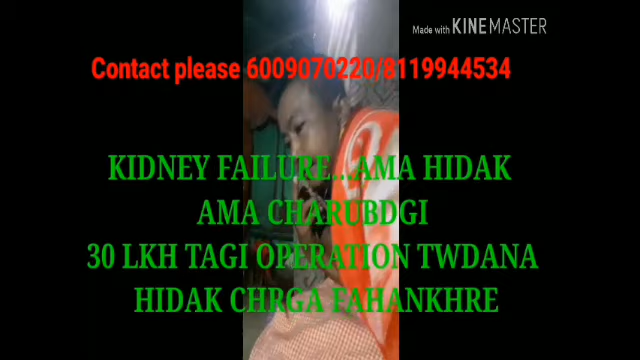 Made with KINEMASTER
Contact please 6009070220/8119944534
KIDNEY FAILURE...AMA HIDAK
AMA CHARUBDGI
30 LKH TAGI OPERATION TWDANA
HIDAK CHRGA FAHANKHRE